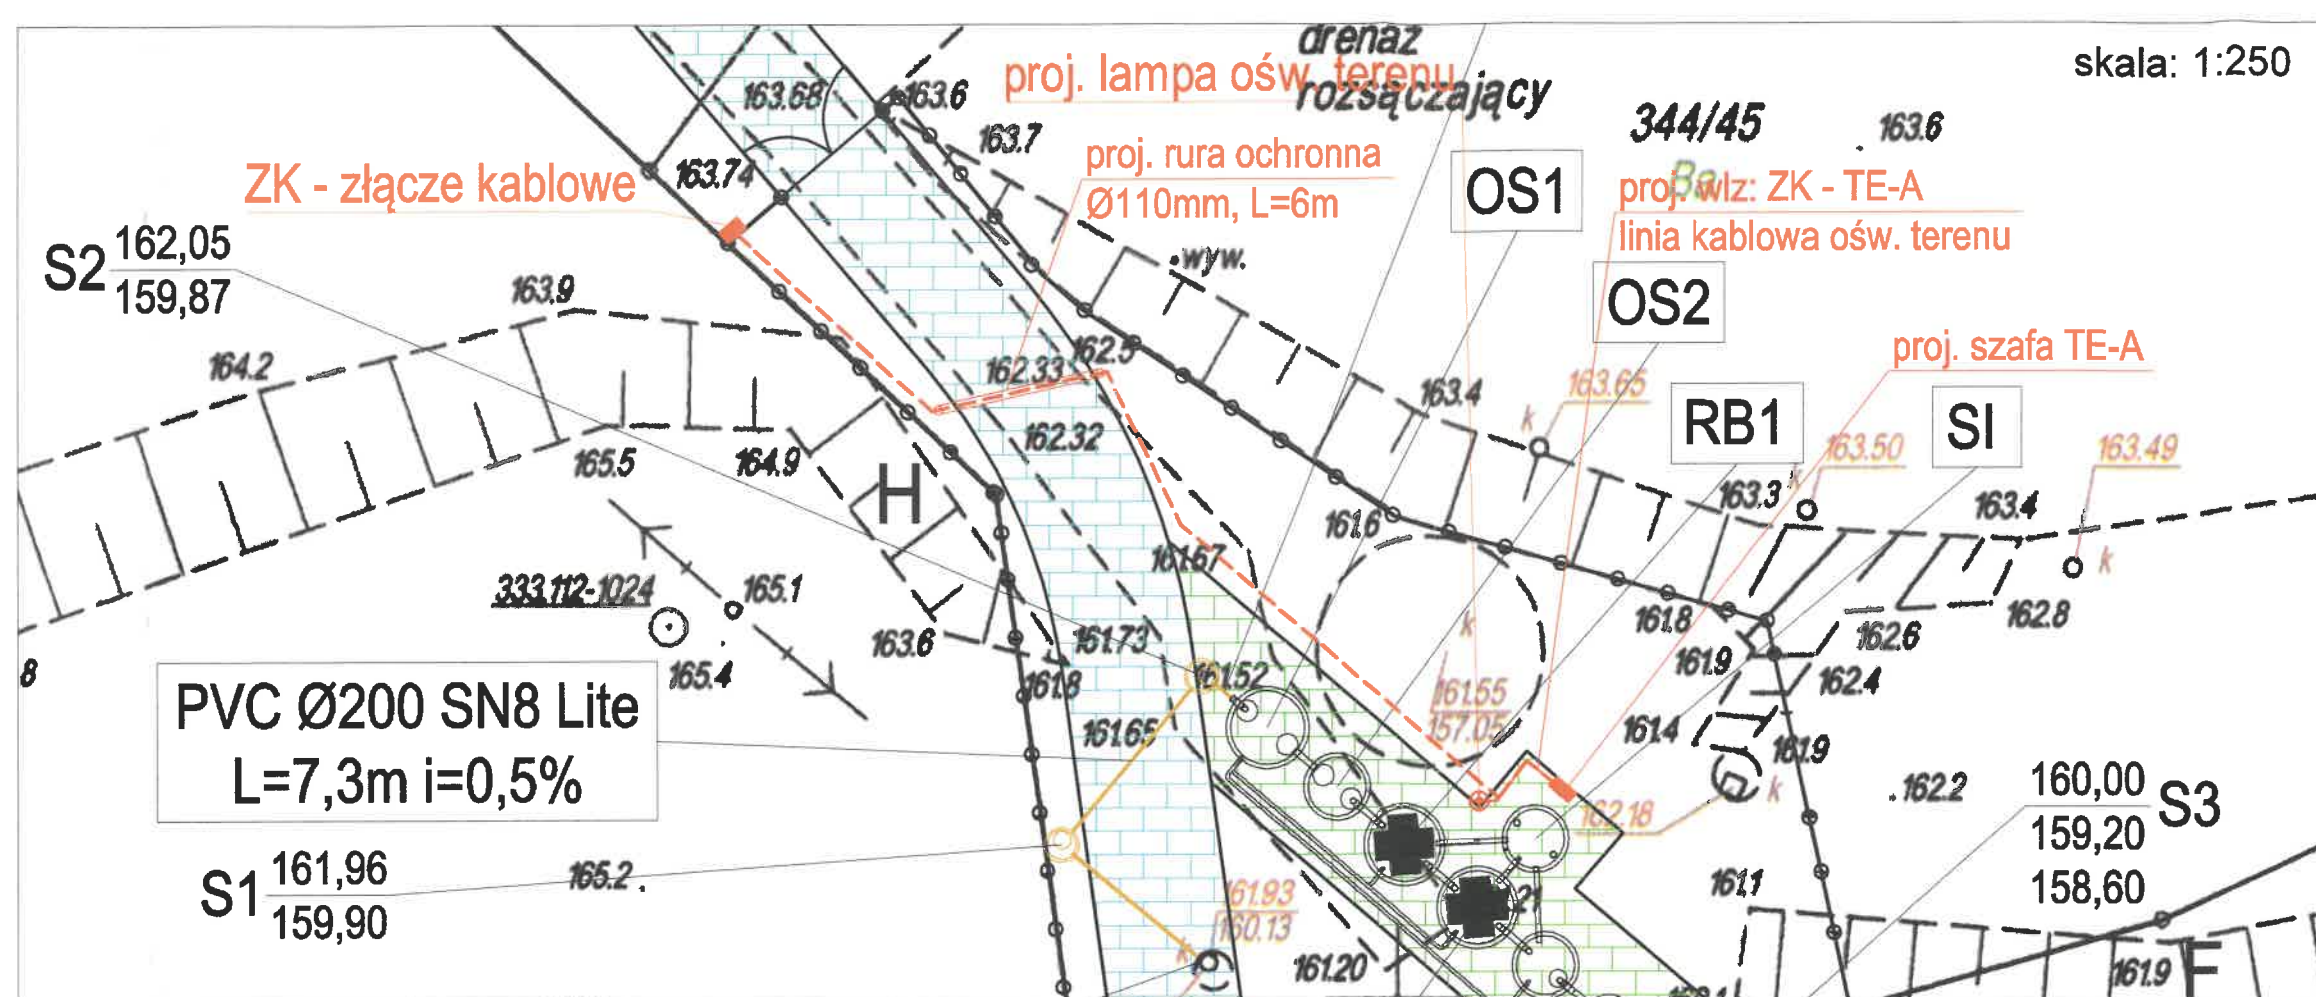 drenaż
rozsączający
skala: 1:250
proj. lampa ośw. terenu
163.68
163.6
163.7
344/45
163.6
proj. rura ochronna
Ø110mm, L=6m
OS1
proj. wlz: ZK - TE-A
linia kablowa ośw. terenu
163.74
ZK - złącze kablowe
S2 162,05
159,87
wyw.
OS2
163.9
164.2
162.33
162.5
proj. szafa TE-A
163.4
k
163.65
RB1
SI
163.50
k
163.49
162.32
165.5
164.9
H
163.3
163.4
161.6
161.67
k
333.112-1024
165.1
163.6
161.73
k
161.8
162.6
162.8
165.4
161.8
161.52
161.9
162.4
8
PVC Ø200 SN8 Lite
L=7,3m i=0,5%
161.65
161.55
157.05
161.4
161.9
k
162.18
162.2
160,00
159,20
158,60
S3
S1 161,96
159,90
165.2
161.93
160.13
k
21
161.1
161.20
161.9
F